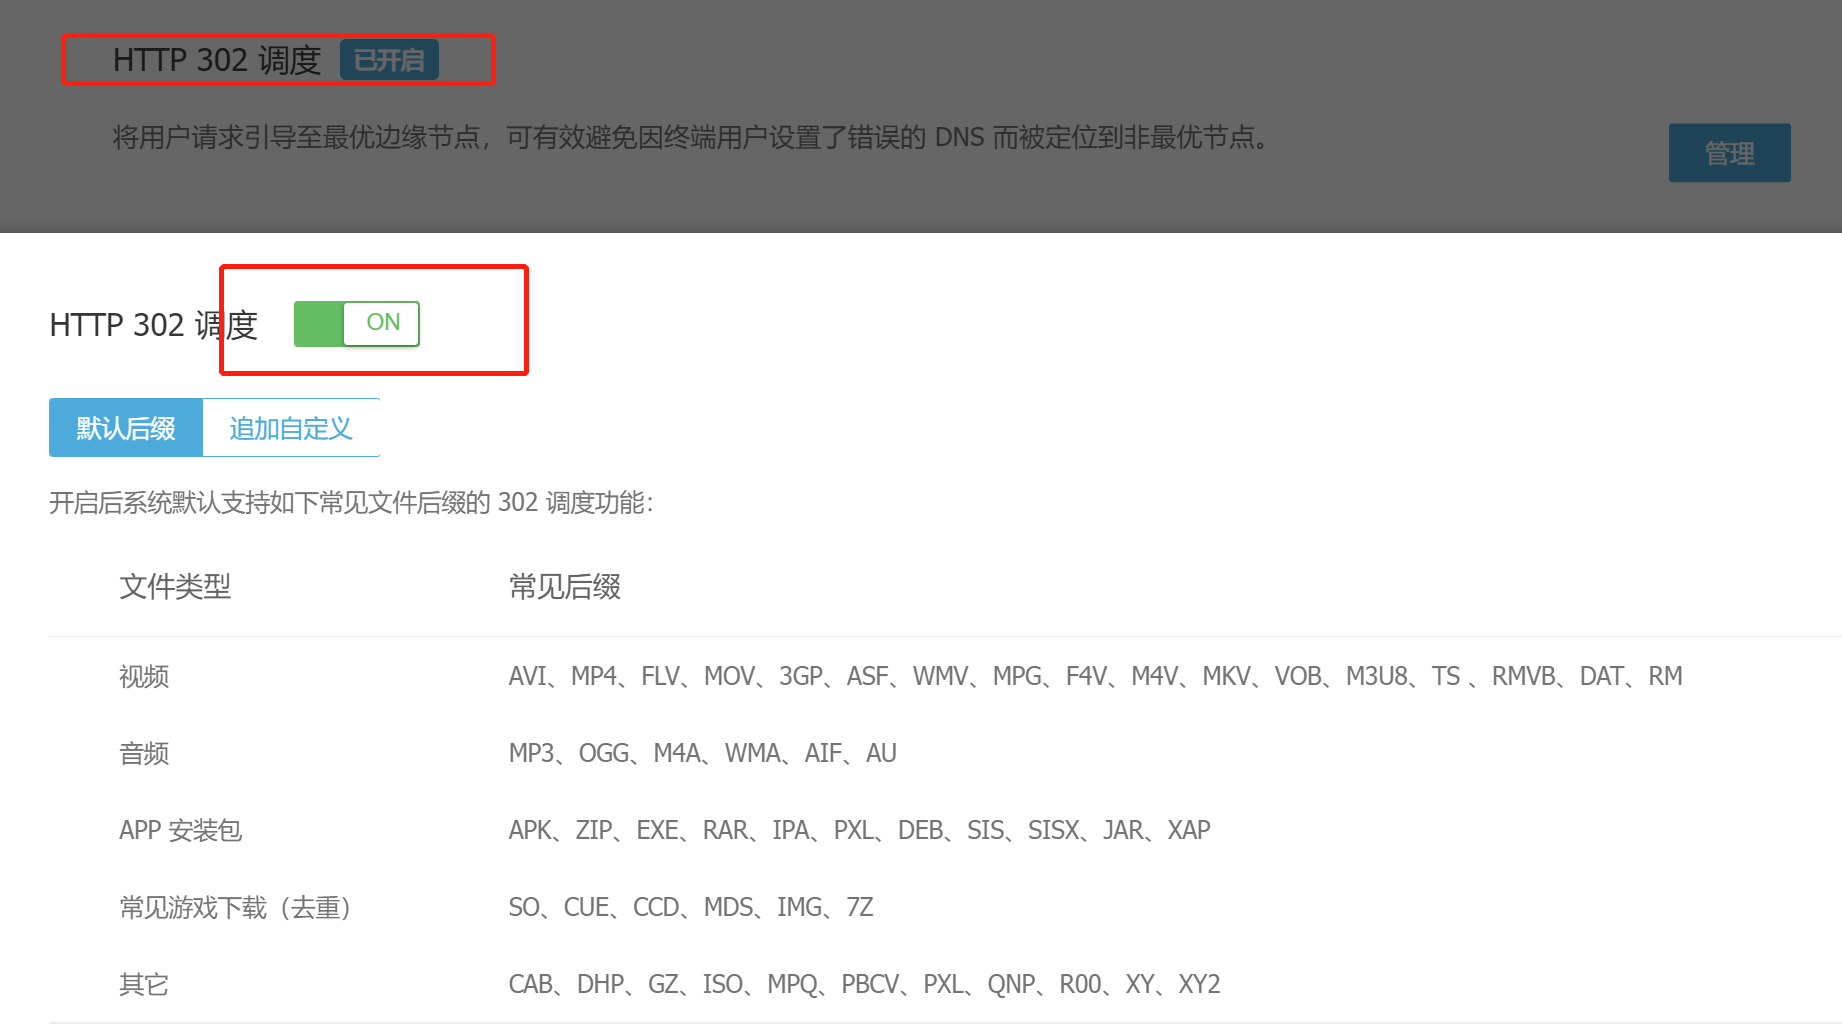 HTTP 302 调度 已开启
将用户请求引导至最优边缘节点，可有效避免因终端用户设置了错误的 DNS 而被定位到非最优节点。
管理
HTTP 302 调度 ON
默认后缀 追加自定义
开启后系统默认支持如下常见文件后缀的 302 调度功能：
文件类型 常见后缀
视频 AVI、MP4、FLV、MOV、3GP、ASF、WMV、MPG、F4V、M4V、MKV、VOB、M3U8、TS 、RMVB、DAT、RM
音频 MP3、OGG、M4A、WMA、AIF、AU
APP 安装包 APK、ZIP、EXE、RAR、IPA、PXL、DEB、SIS、SISX、JAR、XAP
常见游戏下载（去重） SO、CUE、CCD、MDS、IMG、7Z
其它 CAB、DHP、GZ、ISO、MPQ、PBCV、PXL、QNP、R00、XY、XY2